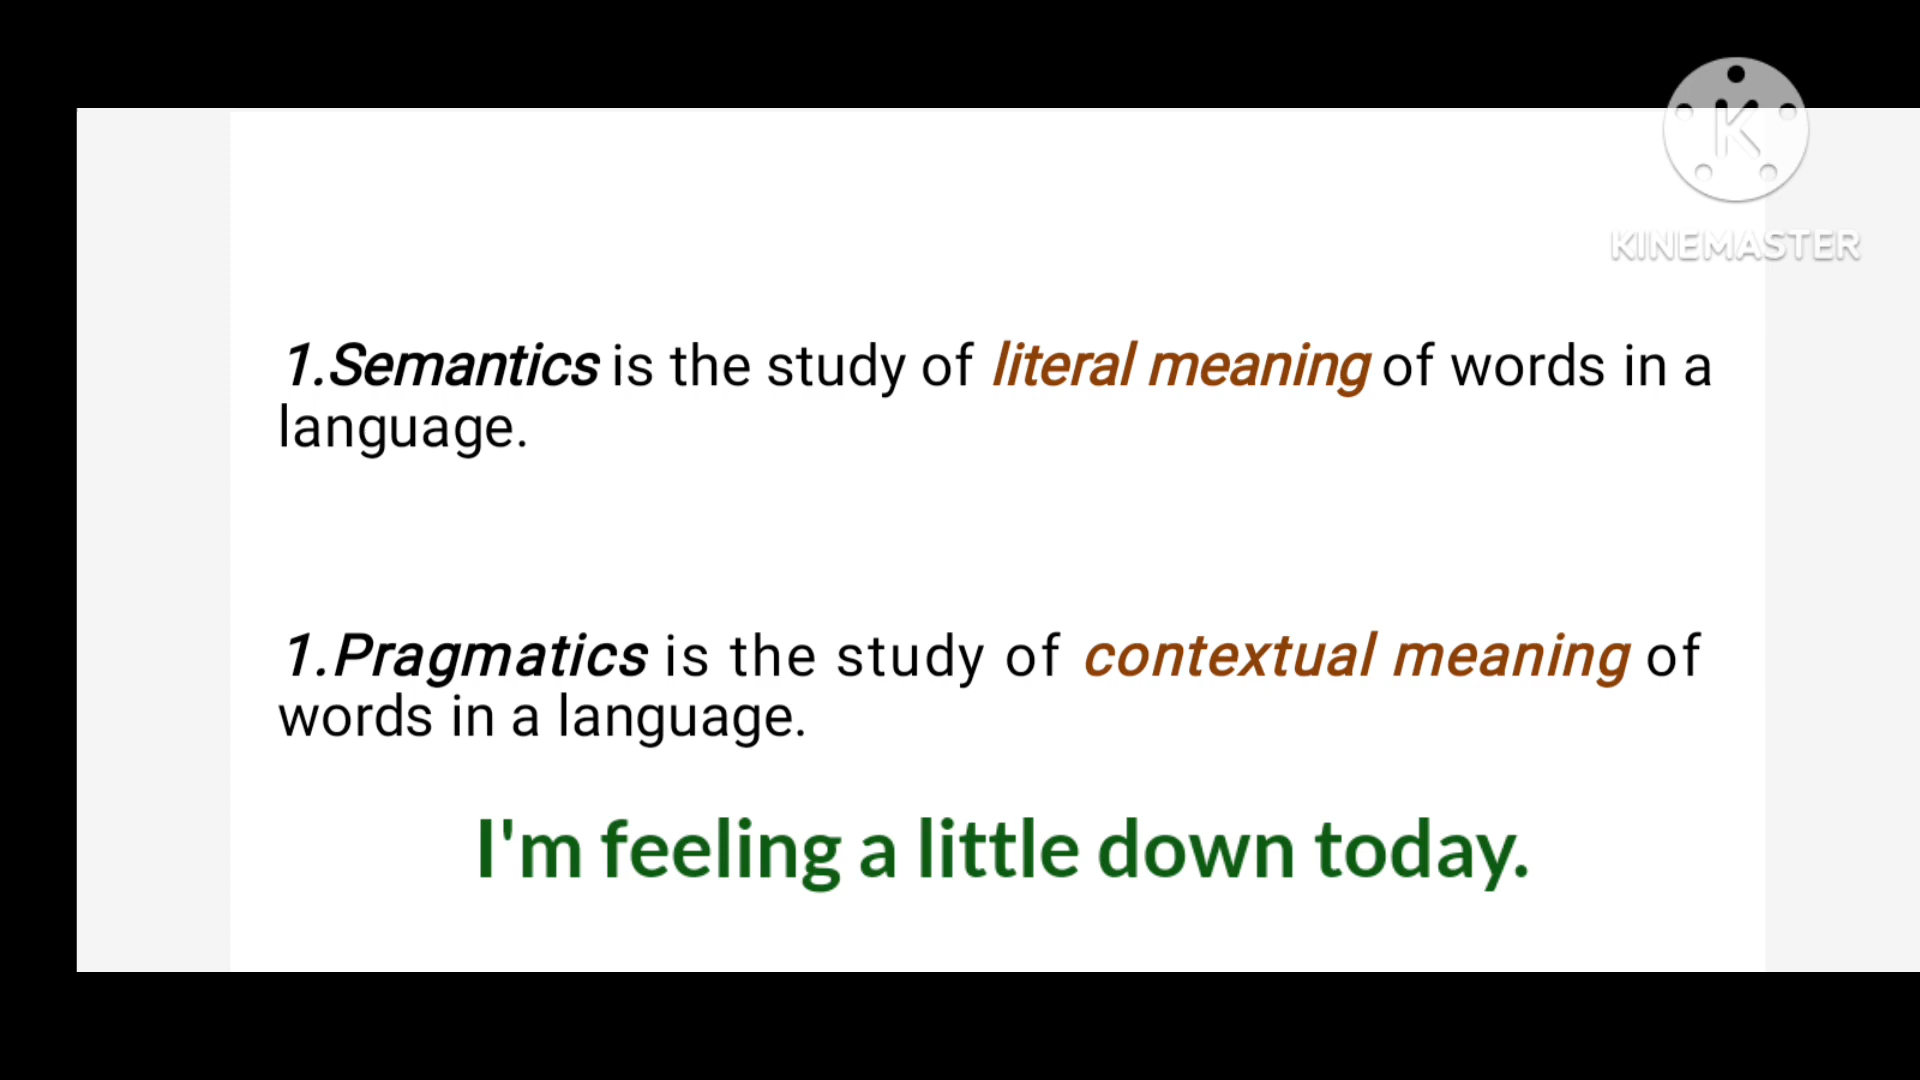 K
KINEMASTER
1.Semantics is the study of literal meaning of words in a
language.
1.Pragmatics is the study of contextual meaning of
words in a language.
I'm feeling a little down today.